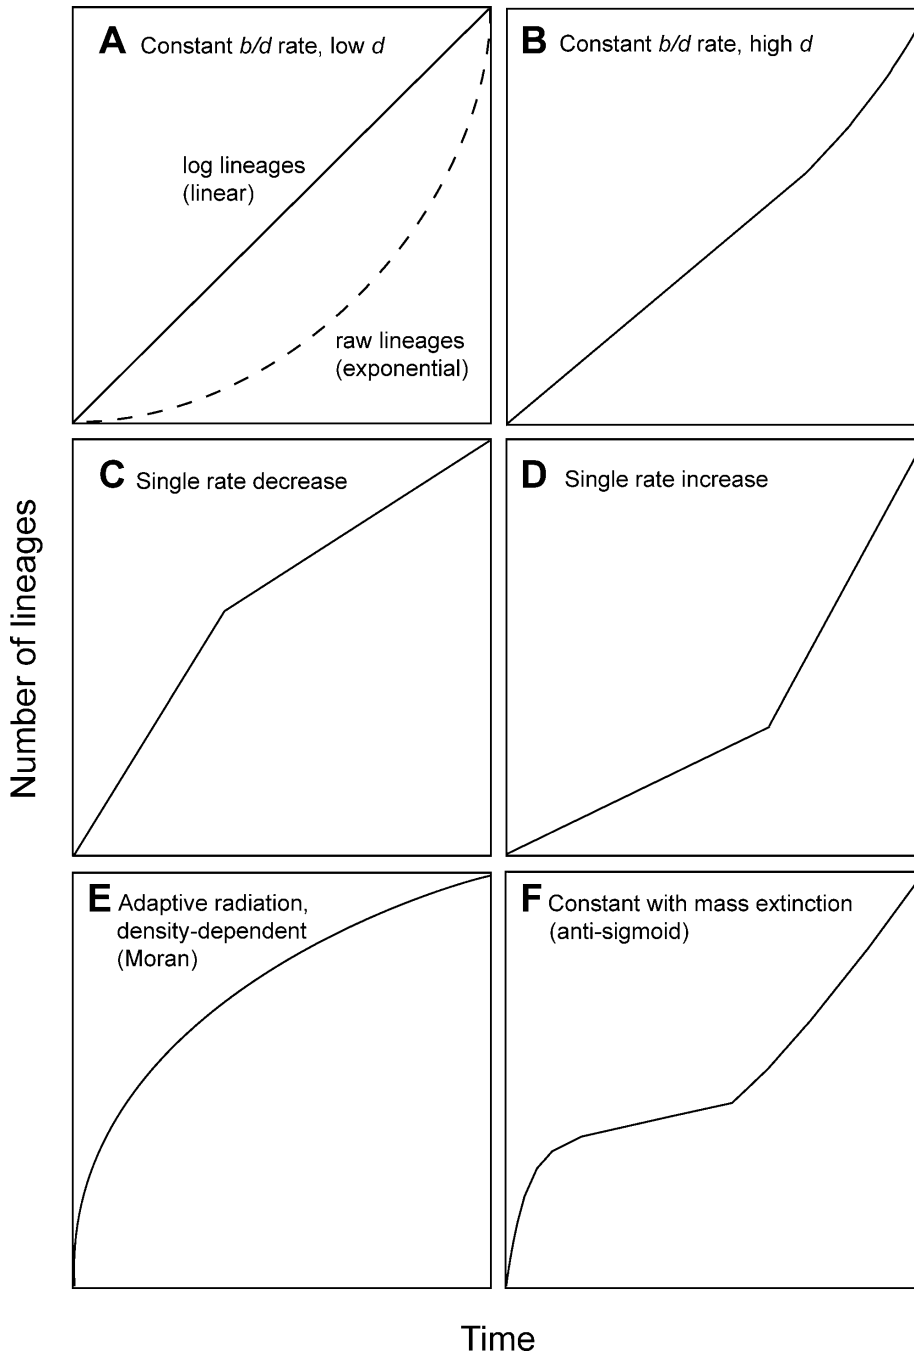 A Constant b/d rate, low d
log lineages
(linear)
raw lineages
(exponential)
B Constant b/d rate, high d
C Single rate decrease
D Single rate increase
E Adaptive radiation,
density-dependent
(Moran)
F Constant with mass extinction
(anti-sigmoid)
Number of lineages
Time